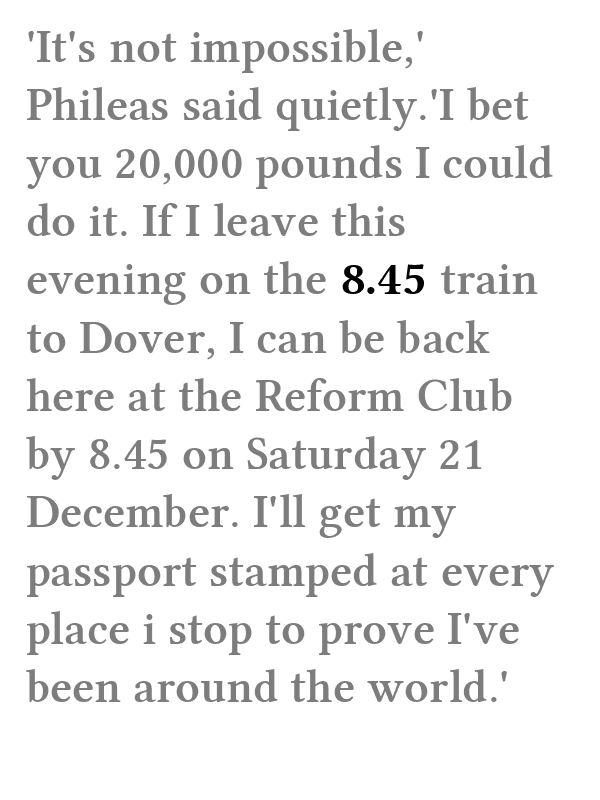 'It's not impossible,'
Phileas said quietly.'I bet
you 20,000 pounds I could
do it. If I leave this
evening on the 8.45 train
to Dover, I can be back
here at the Reform Club
by 8.45 on Saturday 21
December. I'll get my
passport stamped at every
place i stop to prove I've
been around the world.'